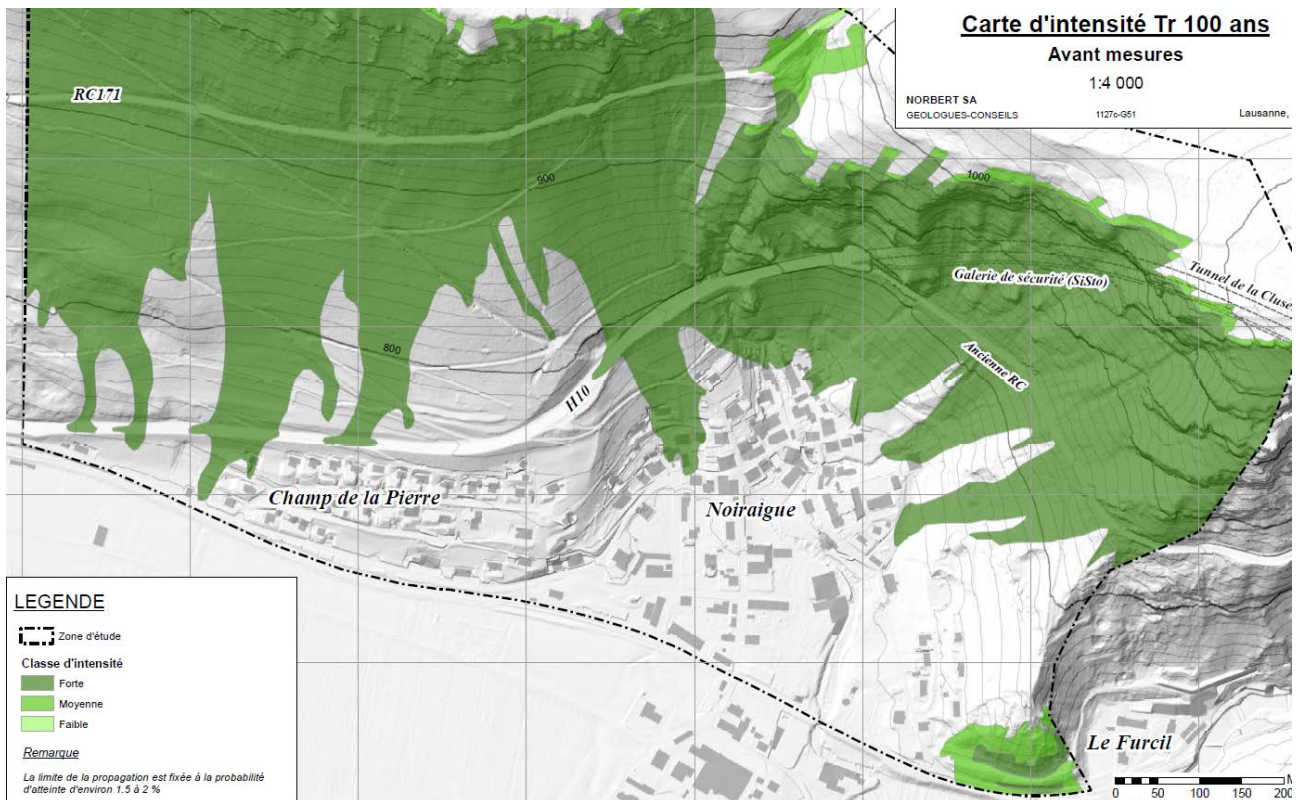 Carte d'intensité Tr 100 ans
Avant mesures
1:4 000
NORBERT SA
GEOLOGUES-CONSEILS
1127c-G51
Lausanne,
RC171
900
1000
Galerie de sécurité (SiSto)
Tunnel de la Cluse
800
Ancienne RC
H10
Champ de la Pierre
Noiraigue
Le Furcil
LEGENDE
Zone d'étude
Classe d'intensité
Forte
Moyenne
Faible
Remarque
La limite de la propagation est fixée à la probabilité
d'atteinte d'environ 1.5 à 2 %
M
0 50 100 150 200